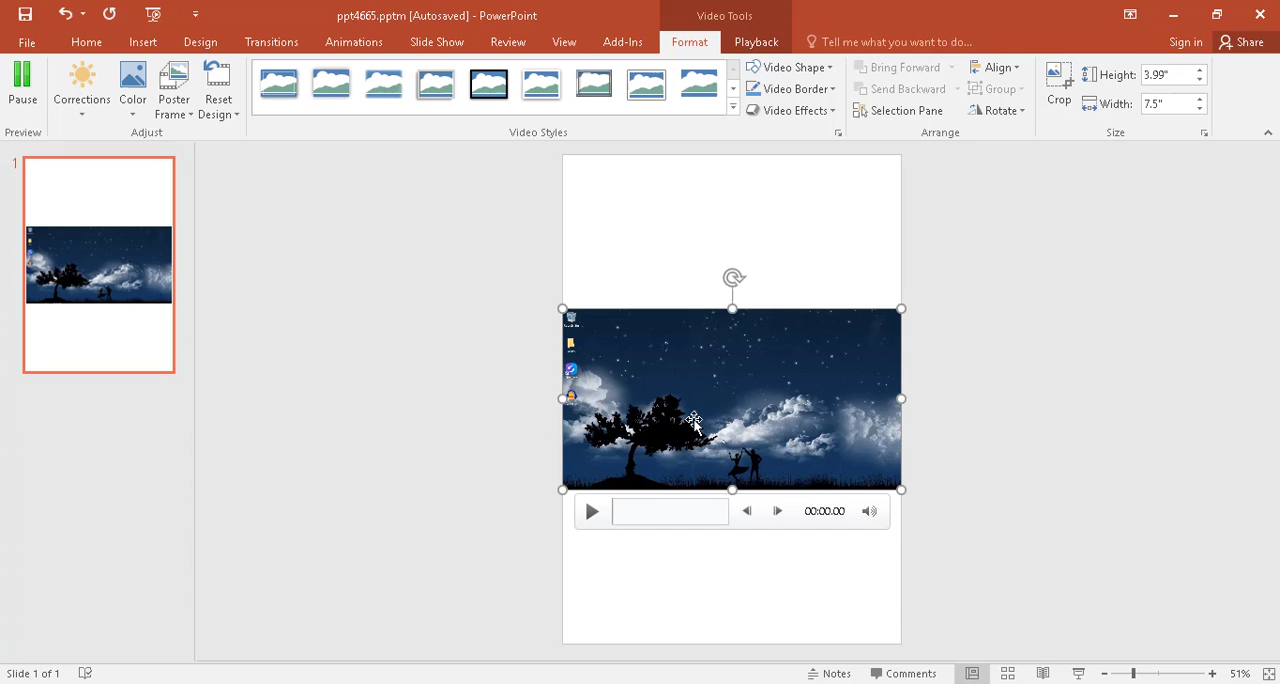 ppt4665.pptm [Autosaved] - PowerPoint
Video Tools
File Home Insert Design Transitions Animations Slide Show Review View Add-Ins Format Playback Tell me what you want to do... Sign in Share
Pause
Corrections
Color
Poster Frame
Reset Design
Video Shape
Video Border
Video Effects
Bring Forward
Send Backward
Selection Pane
Align
Group
Rotate
Crop
Height: 3.99"
Width: 7.5"
Preview Adjust Video Styles Arrange Size
1
00:00.00
Slide 1 of 1 Notes Comments 51%